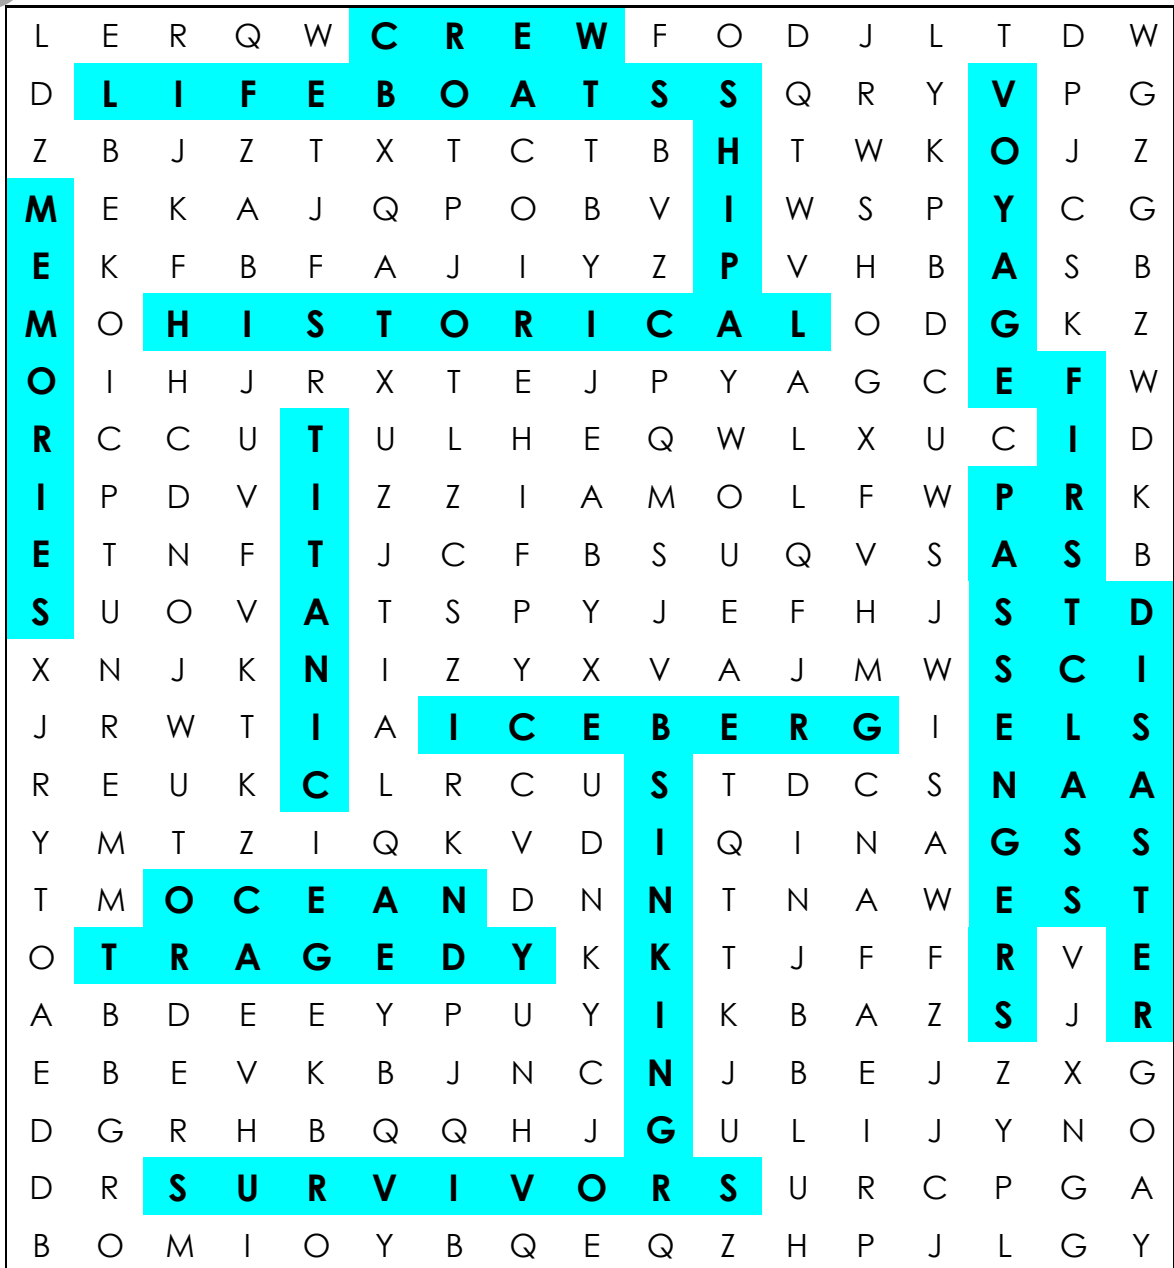 L E R Q W C R E W F O D J L T D W
D L I F E B O A T S S Q R Y V P G
Z B J Z T X T C T B H T W K O J Z
M E K A J Q P O B V I W S P Y C G
E K F B F A J I Y Z P V H B A S B
M O H I S T O R I C A L O D G K Z
O I H J R X T E J P Y A G C E F W
R C C U T U L H E Q W L X U C I D
I P D V I Z Z I A M O L F W P R K
E T N F T J C F B S U Q V S A S B
S U O V A T S P Y J E F H J S T D
X N J K N I Z Y X V A J M W S C I
J R W T I A I C E B E R G I E L S
R E U K C L R C U S T D C S N A A
Y M T Z I Q K V D I Q I N A G S S
T M O C E A N D N N T N A W E S T
O T R A G E D Y K K T J F F R V E
A B D E E Y P U Y I K B A Z S J R
E B E V K B J N C N J B E J Z X G
D G R H B Q Q H J G U L I J Y N O
D R S U R V I V O R S U R C P G A
B O M I O Y B Q E Q Z H P J L G Y